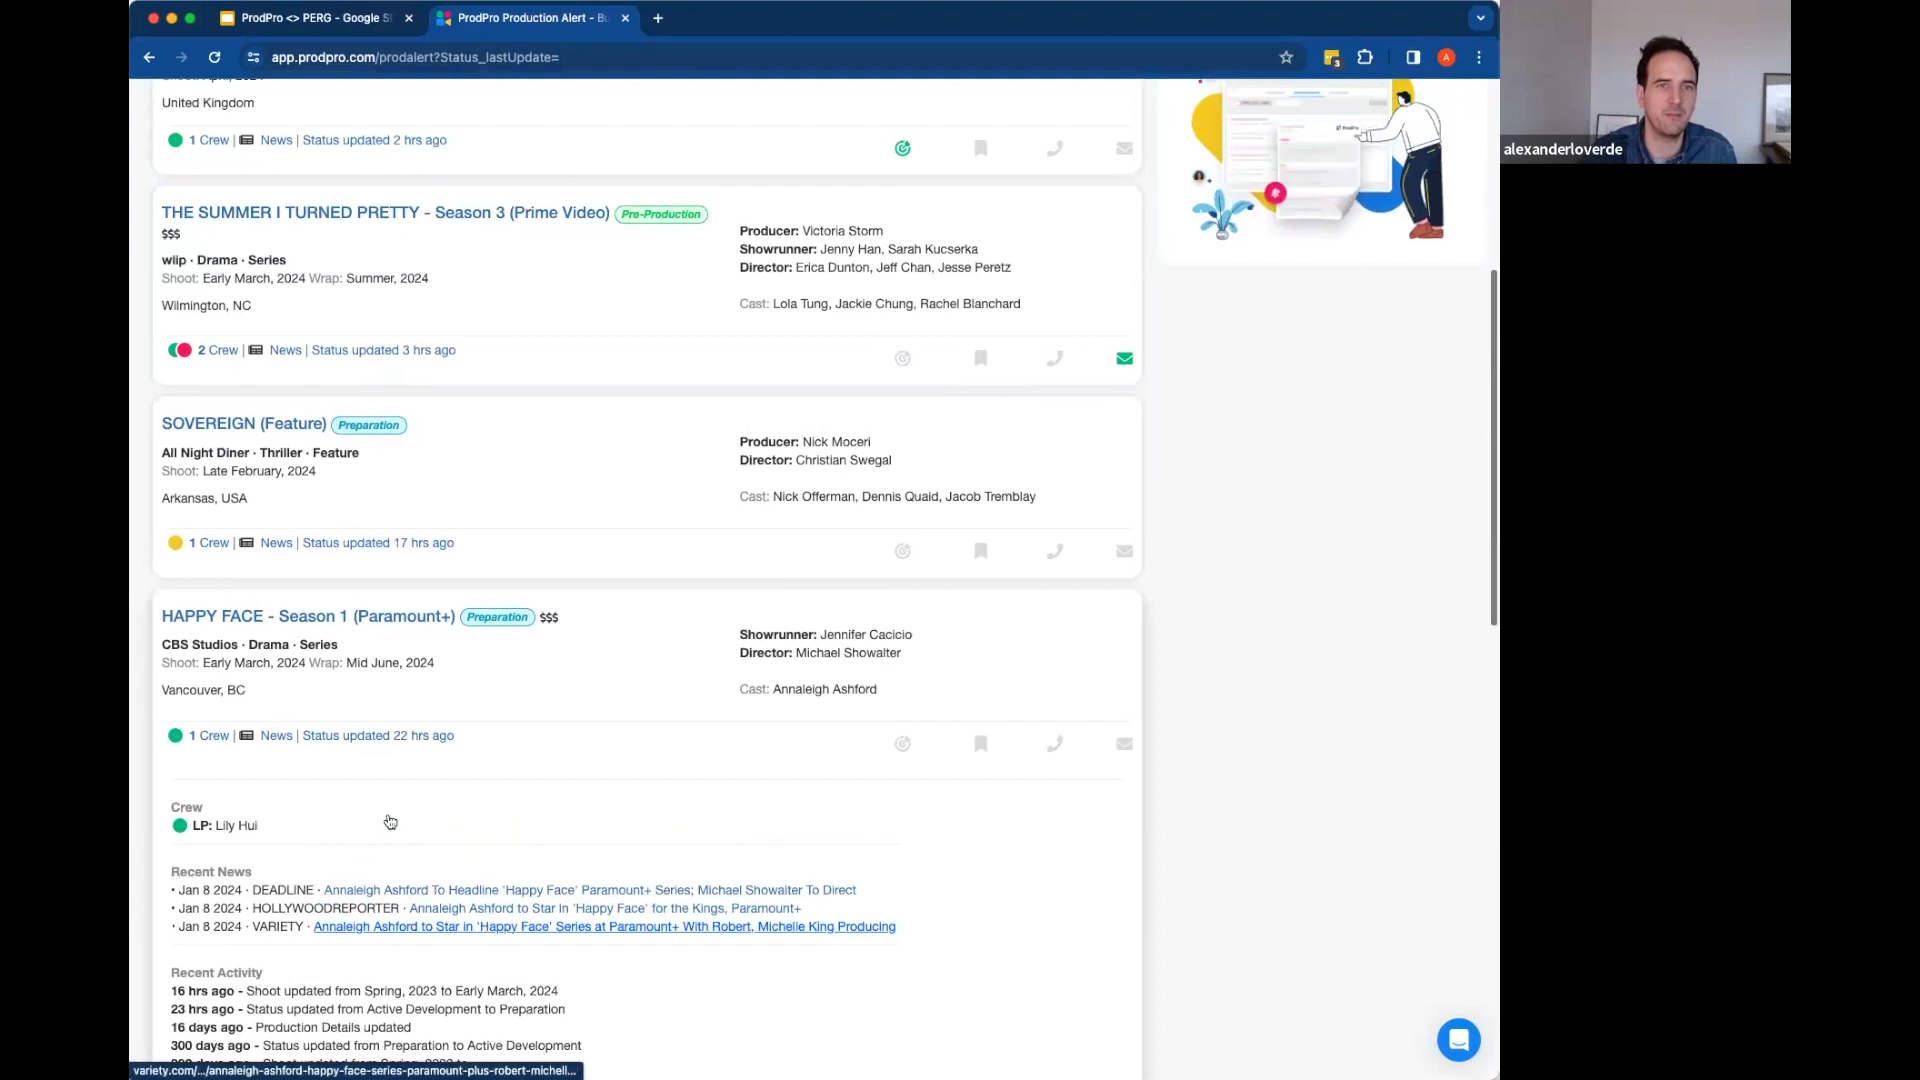 ProdPro <> PERG - Google Sl
ProdPro Production Alert - Bu
app.prodpro.com/prodalert?Status_lastUpdate=
3
A
alexanderloverde
United Kingdom
1 Crew | News | Status updated 2 hrs ago
ProdPro
THE SUMMER I TURNED PRETTY - Season 3 (Prime Video) Pre-Production
$$$
wiip · Drama · Series
Shoot: Early March, 2024 Wrap: Summer, 2024
Wilmington, NC
Producer: Victoria Storm
Showrunner: Jenny Han, Sarah Kucserka
Director: Erica Dunton, Jeff Chan, Jesse Peretz
Cast: Lola Tung, Jackie Chung, Rachel Blanchard
2 Crew | News | Status updated 3 hrs ago
SOVEREIGN (Feature) Preparation
All Night Diner · Thriller · Feature
Shoot: Late February, 2024
Arkansas, USA
Producer: Nick Moceri
Director: Christian Swegal
Cast: Nick Offerman, Dennis Quaid, Jacob Tremblay
1 Crew | News | Status updated 17 hrs ago
HAPPY FACE - Season 1 (Paramount+) Preparation $$$
CBS Studios · Drama · Series
Shoot: Early March, 2024 Wrap: Mid June, 2024
Vancouver, BC
Showrunner: Jennifer Cacicio
Director: Michael Showalter
Cast: Annaleigh Ashford
1 Crew | News | Status updated 22 hrs ago
Crew
LP: Lily Hui
Recent News
• Jan 8 2024 · DEADLINE · Annaleigh Ashford To Headline 'Happy Face' Paramount+ Series; Michael Showalter To Direct
• Jan 8 2024 · HOLLYWOODREPORTER · Annaleigh Ashford to Star in 'Happy Face' for the Kings, Paramount+
• Jan 8 2024 · VARIETY · Annaleigh Ashford to Star in 'Happy Face' Series at Paramount+ With Robert, Michelle King Producing
Recent Activity
16 hrs ago - Shoot updated from Spring, 2023 to Early March, 2024
23 hrs ago - Status updated from Active Development to Preparation
16 days ago - Production Details updated
300 days ago - Status updated from Preparation to Active Development
variety.com/.../annaleigh-ashford-happy-face-series-paramount-plus-robert-michell...